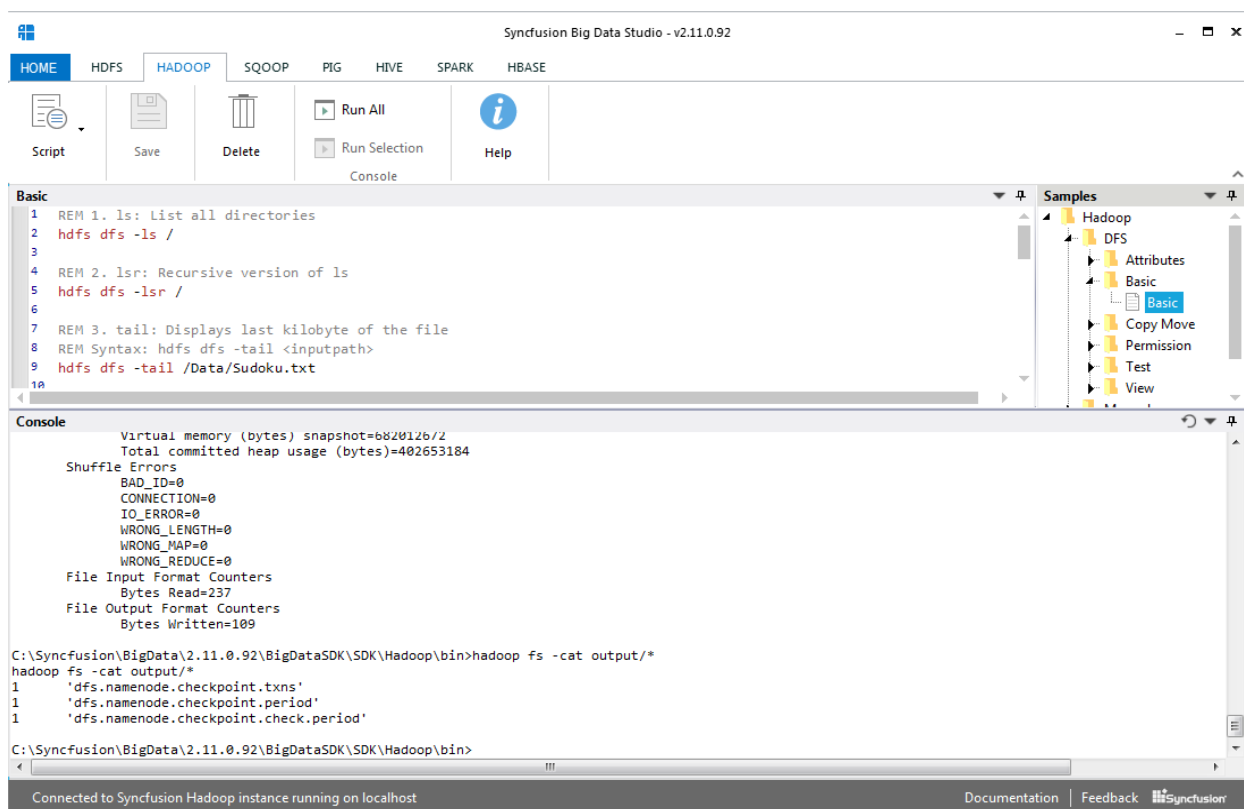 Syncfusion Big Data Studio - v2.11.0.92
HOME HDFS HADOOP SQOOP PIG HIVE SPARK HBASE
Script Save Delete Run All Run Selection Console Help
Basic
1 REM 1. ls: List all directories
2 hdfs dfs -ls /
3
4 REM 2. lsr: Recursive version of ls
5 hdfs dfs -lsr /
6
7 REM 3. tail: Displays last kilobyte of the file
8 REM Syntax: hdfs dfs -tail <inputpath>
9 hdfs dfs -tail /Data/Sudoku.txt
10
Samples
Hadoop
DFS
Attributes
Basic
Basic
Copy Move
Permission
Test
View
Console
Virtual memory (bytes) snapshot=682012672
Total committed heap usage (bytes)=402653184
Shuffle Errors
BAD_ID=0
CONNECTION=0
IO_ERROR=0
WRONG_LENGTH=0
WRONG_MAP=0
WRONG_REDUCE=0
File Input Format Counters
Bytes Read=237
File Output Format Counters
Bytes Written=109
C:\Syncfusion\BigData\2.11.0.92\BigDataSDK\SDK\Hadoop\bin>hadoop fs -cat output/*
hadoop fs -cat output/*
1 'dfs.namenode.checkpoint.txns'
1 'dfs.namenode.checkpoint.period'
1 'dfs.namenode.checkpoint.check.period'
C:\Syncfusion\BigData\2.11.0.92\BigDataSDK\SDK\Hadoop\bin>
Connected to Syncfusion Hadoop instance running on localhost
Documentation | Feedback Syncfusion